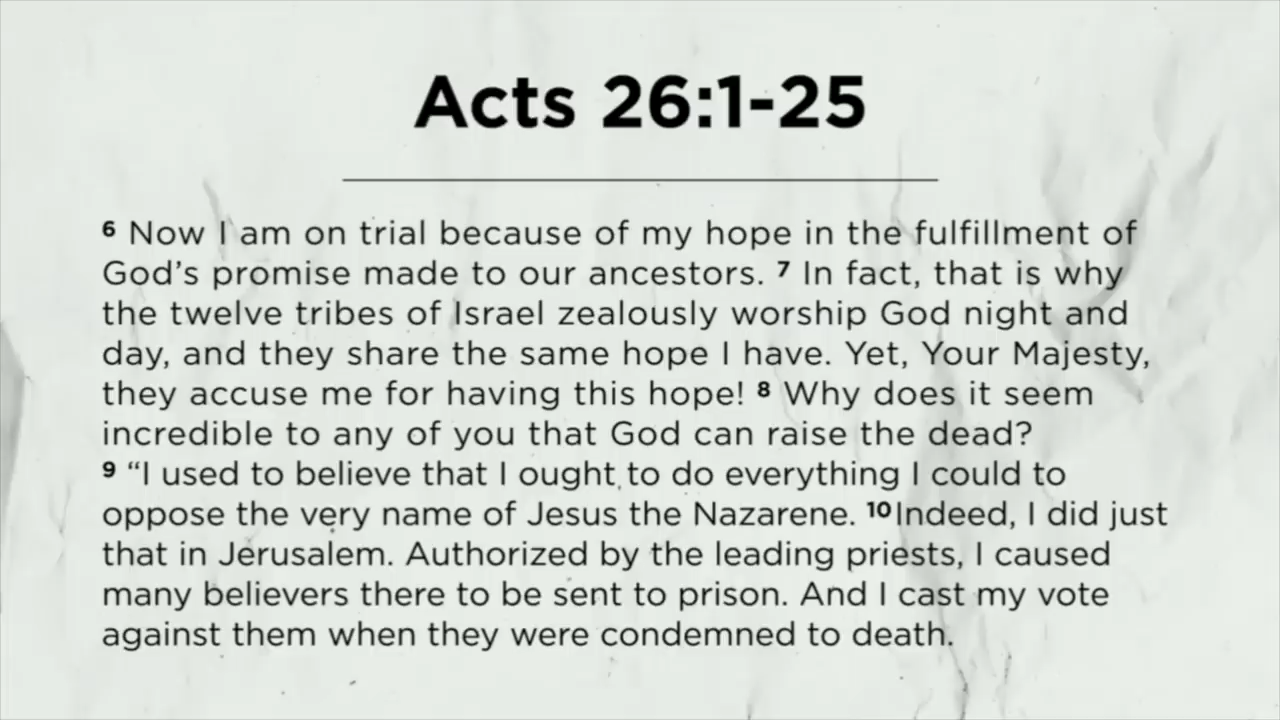 Acts 26:1-25
⁶ Now I am on trial because of my hope in the fulfillment of
God’s promise made to our ancestors. ⁷ In fact, that is why
the twelve tribes of Israel zealously worship God night and
day, and they share the same hope I have. Yet, Your Majesty,
they accuse me for having this hope! ⁸ Why does it seem
incredible to any of you that God can raise the dead?
⁹ “I used to believe that I ought to do everything I could to
oppose the very name of Jesus the Nazarene. ¹⁰Indeed, I did just
that in Jerusalem. Authorized by the leading priests, I caused
many believers there to be sent to prison. And I cast my vote
against them when they were condemned to death.